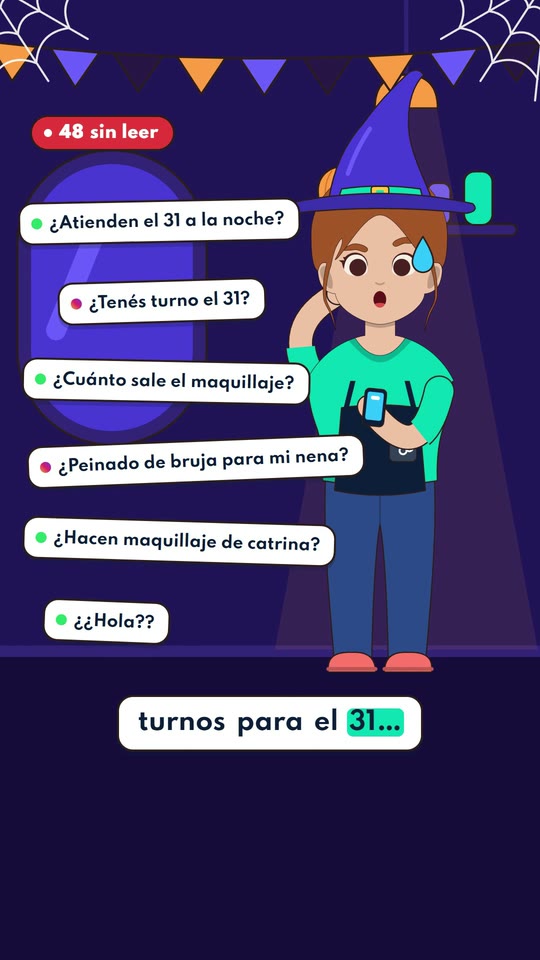 48 sin leer
¿Atienden el 31 a la noche?
¿Tenés turno el 31?
¿Cuánto sale el maquillaje?
¿Peinado de bruja para mi nena?
¿Hacen maquillaje de catrina?
¿¿Hola??
turnos para el 31...